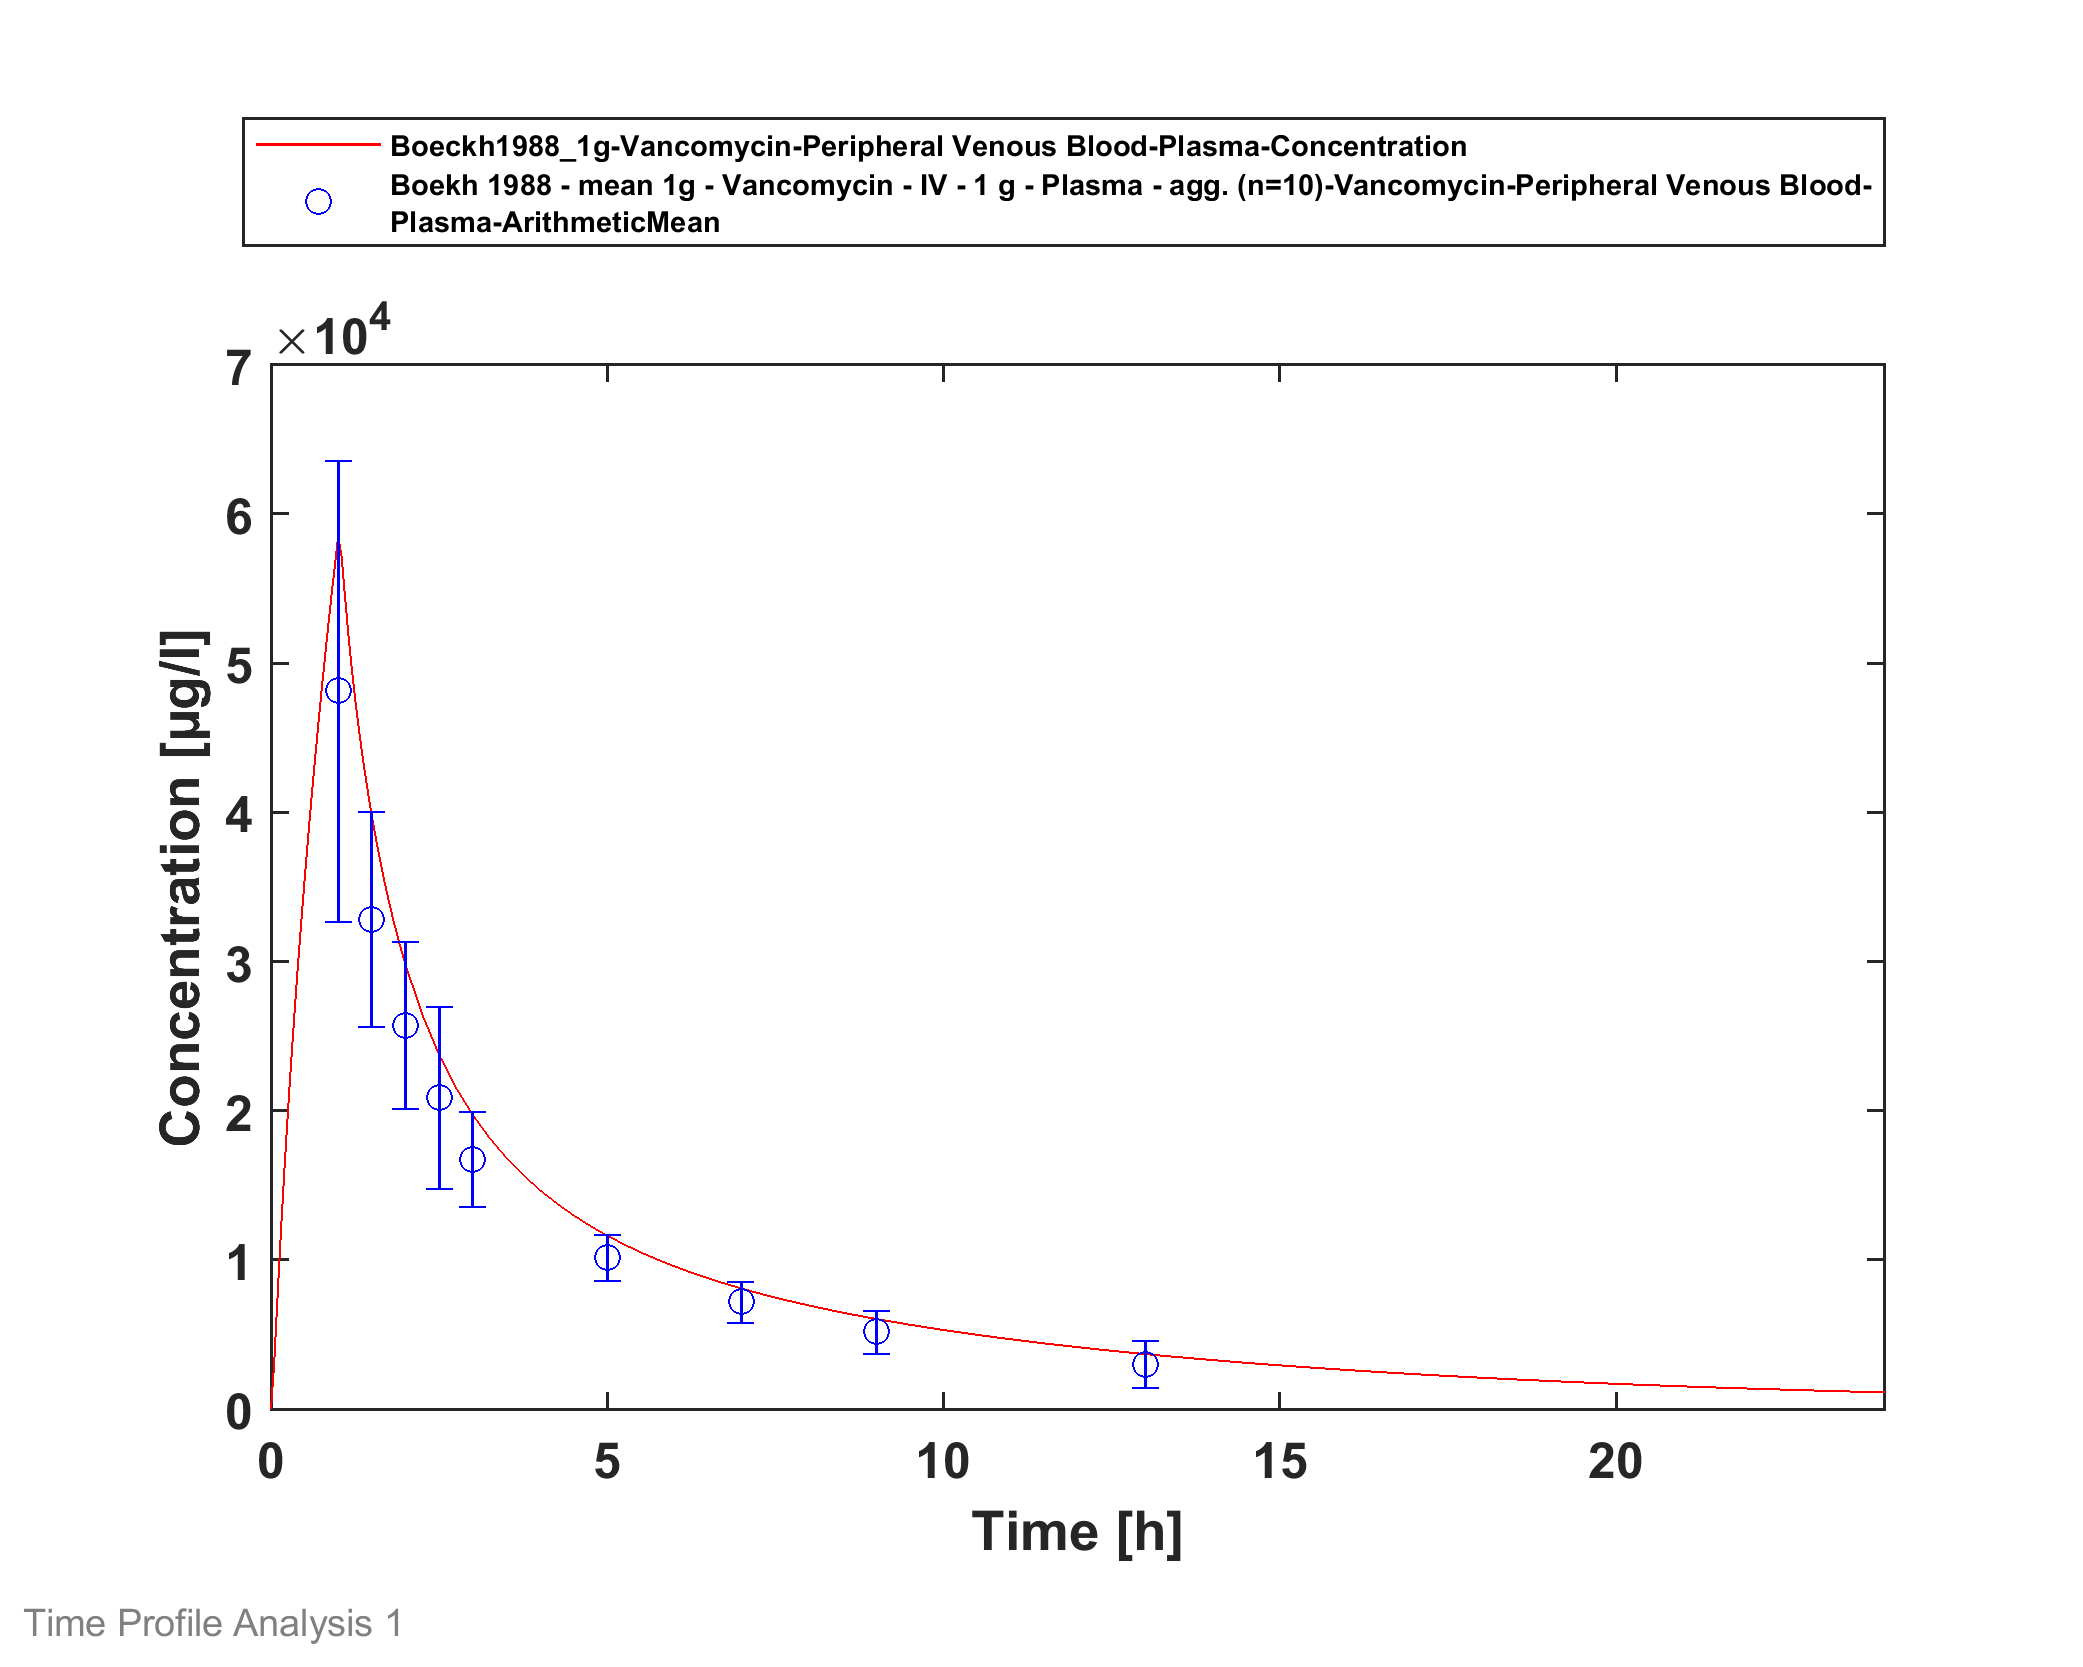 Boeckh1988_1g-Vancomycin-Peripheral Venous Blood-Plasma-Concentration
Boekh 1988 - mean 1g - Vancomycin - IV - 1 g - Plasma - agg. (n=10)-Vancomycin-Peripheral Venous Blood-
Plasma-ArithmeticMean
×10⁴
7
6
5
4
3
2
1
0
Concentration [µg/l]
0 5 10 15 20
Time [h]
Time Profile Analysis 1